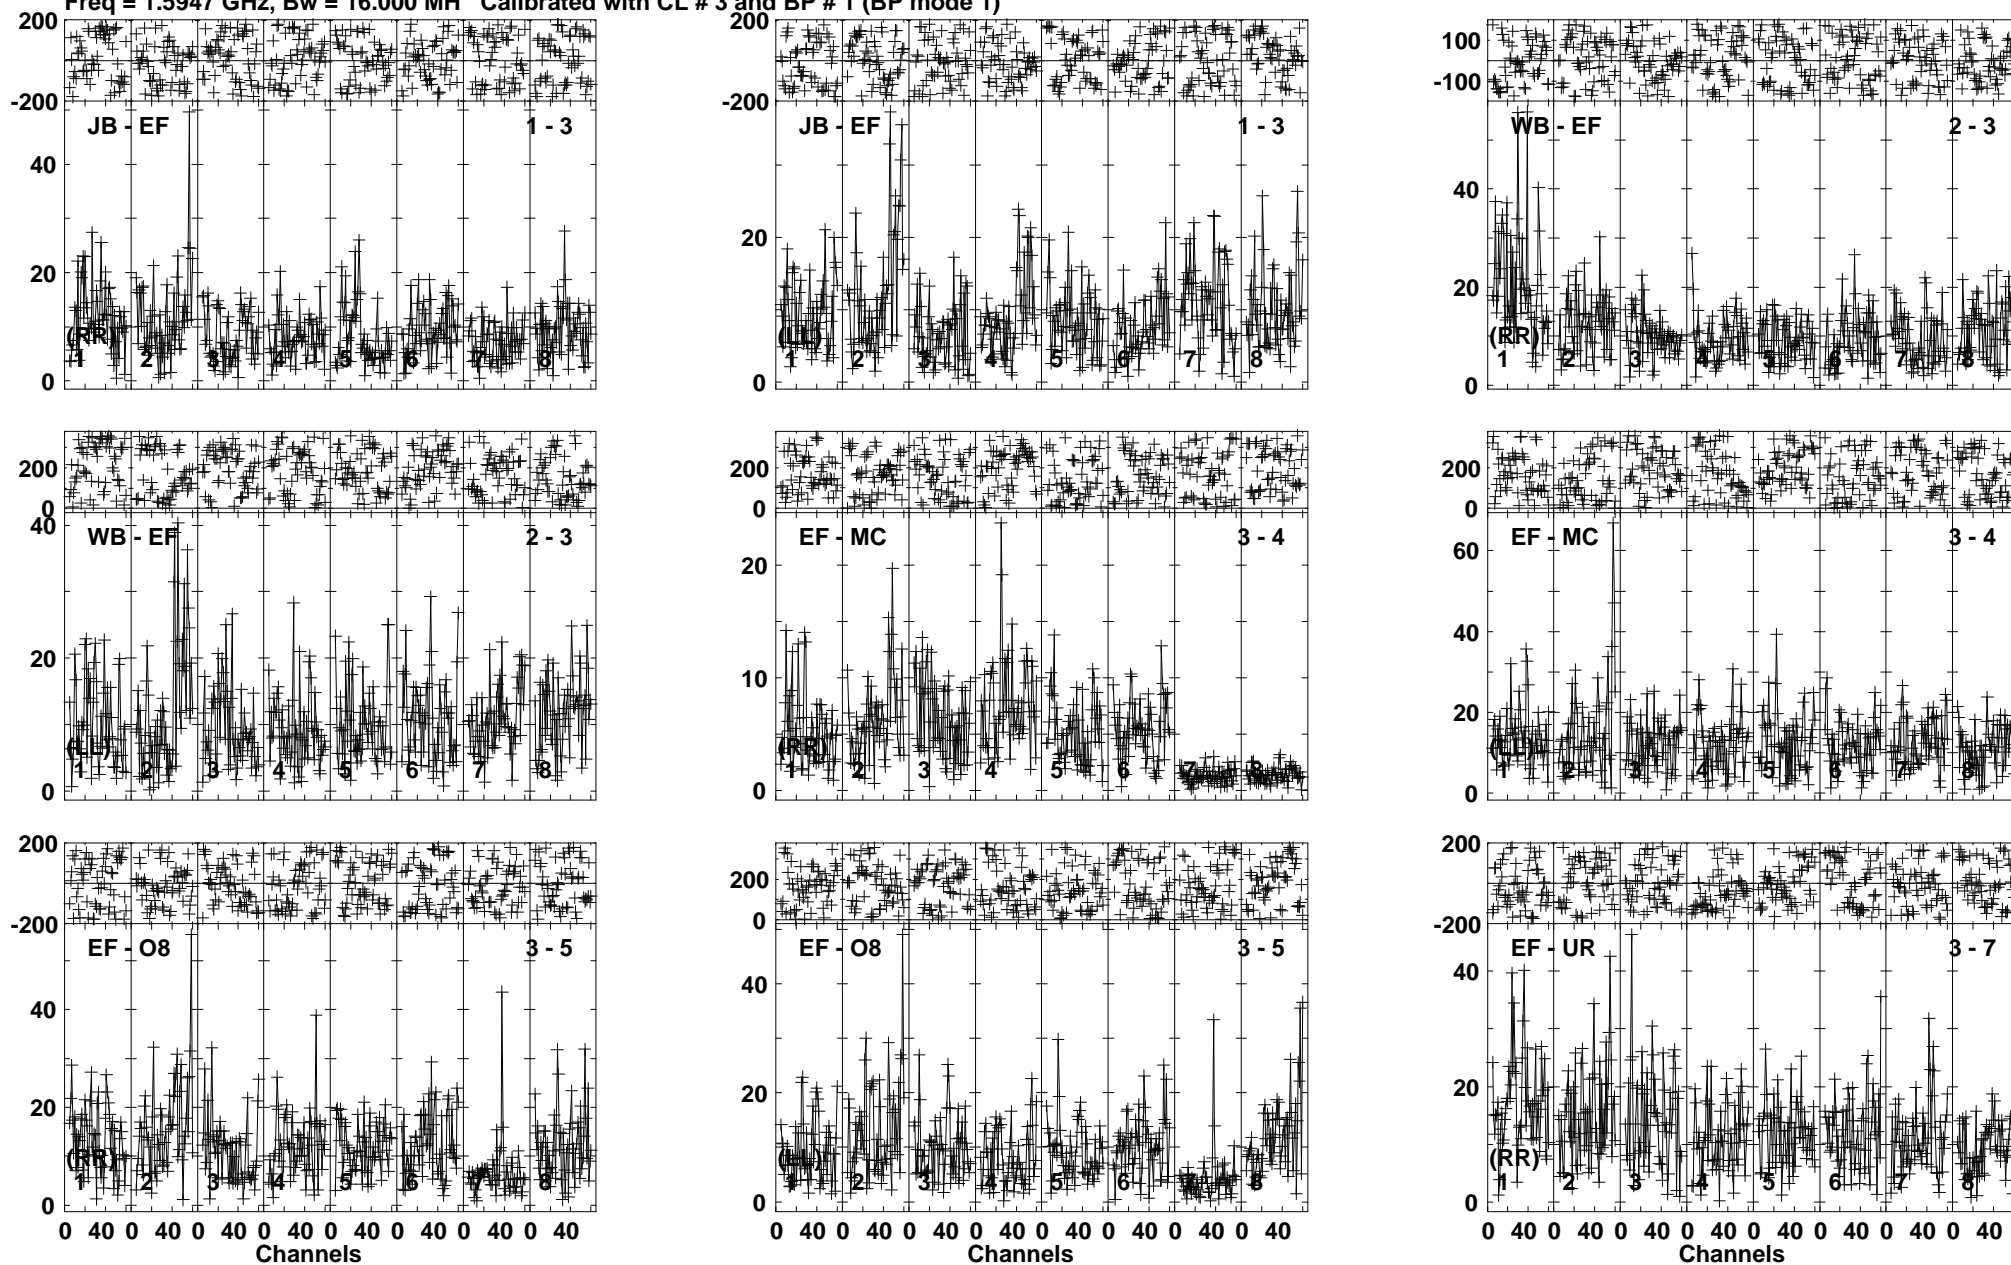 Freq = 1.5947 GHz, Bw = 16.000 MH Calibrated with CL # 3 and BP # 1 (BP mode 1)
200 200 100
-200 -200 -100
JB - EF 1 - 3 JB - EF 1 - 3 WB - EF 2 - 3
40 40
20 20 20
(RR) (LL) (RR)
1 2 3 4 5 6 7 8 1 2 3 4 5 6 7 8 1 2 3 4 5 6 7 8
0 0 0
200 200 200
0 0 0
40
WB - EF 2 - 3 EF - MC 3 - 4 EF - MC 3 - 4
20 60
20 10 40
20
(LL) (RR) (LL)
1 2 3 4 5 6 7 8 1 2 3 4 5 6 7 8 1 2 3 4 5 6 7 8
0 0 0
200 200 200
-200 0 -200
EF - O8 3 - 5 EF - O8 3 - 5 EF - UR 3 - 7
40 40 40
20 20 20
(RR) (LL) (RR)
1 2 3 4 5 6 7 8 1 2 3 4 5 6 7 8 1 2 3 4 5 6 7 8
0 0 0
0 40 0 40 0 40 0 40 0 40 0 40 0 40 0 40 0 40 0 40 0 40 0 40 0 40 0 40 0 40 0 40 0 40 0 40 0 40 0 40 0 40 0 40 0 40 0 40
Channels Channels Channels